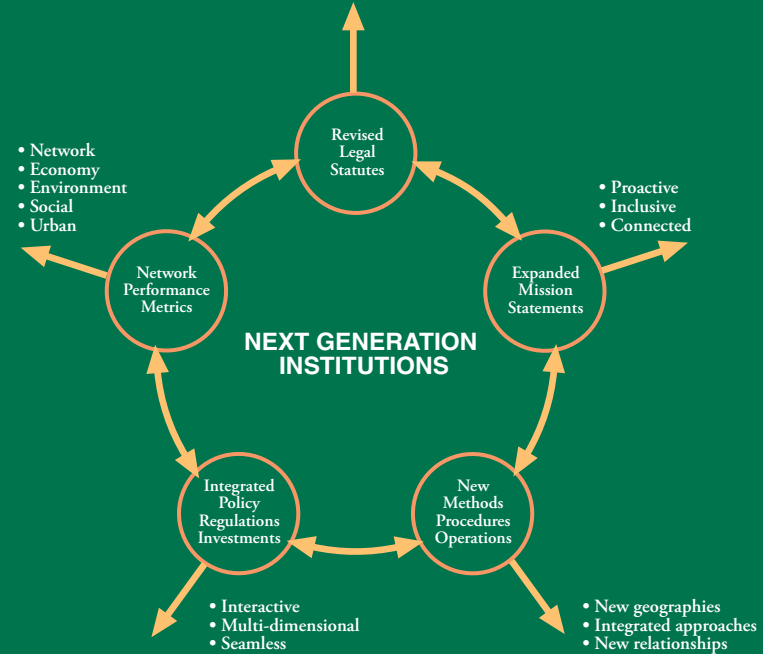 Revised
Legal
Statutes
• Network
• Economy
• Environment
• Social
• Urban
• Proactive
• Inclusive
• Connected
Network
Performance
Metrics
Expanded
Mission
Statements
NEXT GENERATION
INSTITUTIONS
Integrated
Policy
Regulations
Investments
New
Methods
Procedures
Operations
• Interactive
• Multi-dimensional
• Seamless
• New geographies
• Integrated approaches
• New relationships